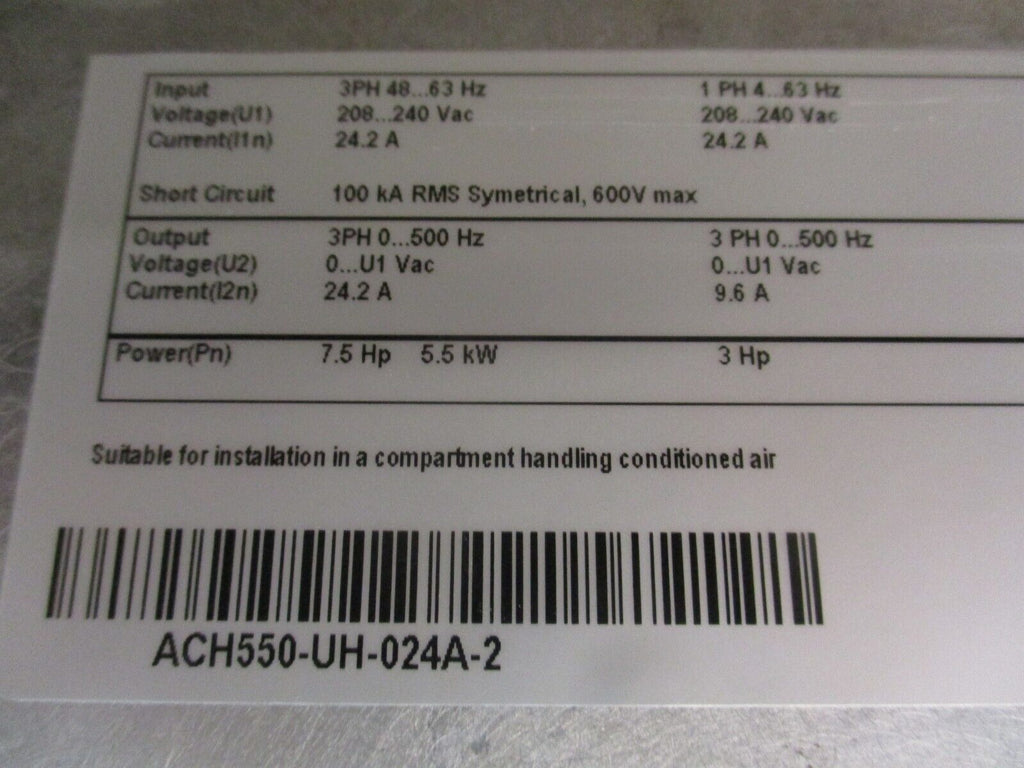 Input 3PH 48...63 Hz 1 PH 4...63 Hz
Voltage(U1) 208...240 Vac 208...240 Vac
Current(I1n) 24.2 A 24.2 A
Short Circuit 100 kA RMS Symetrical, 600V max
Output 3PH 0...500 Hz 3 PH 0...500 Hz
Voltage(U2) 0...U1 Vac 0...U1 Vac
Current(I2n) 24.2 A 9.6 A
Power(Pn) 7.5 Hp 5.5 kW 3 Hp
Suitable for installation in a compartment handling conditioned air
ACH550-UH-024A-2